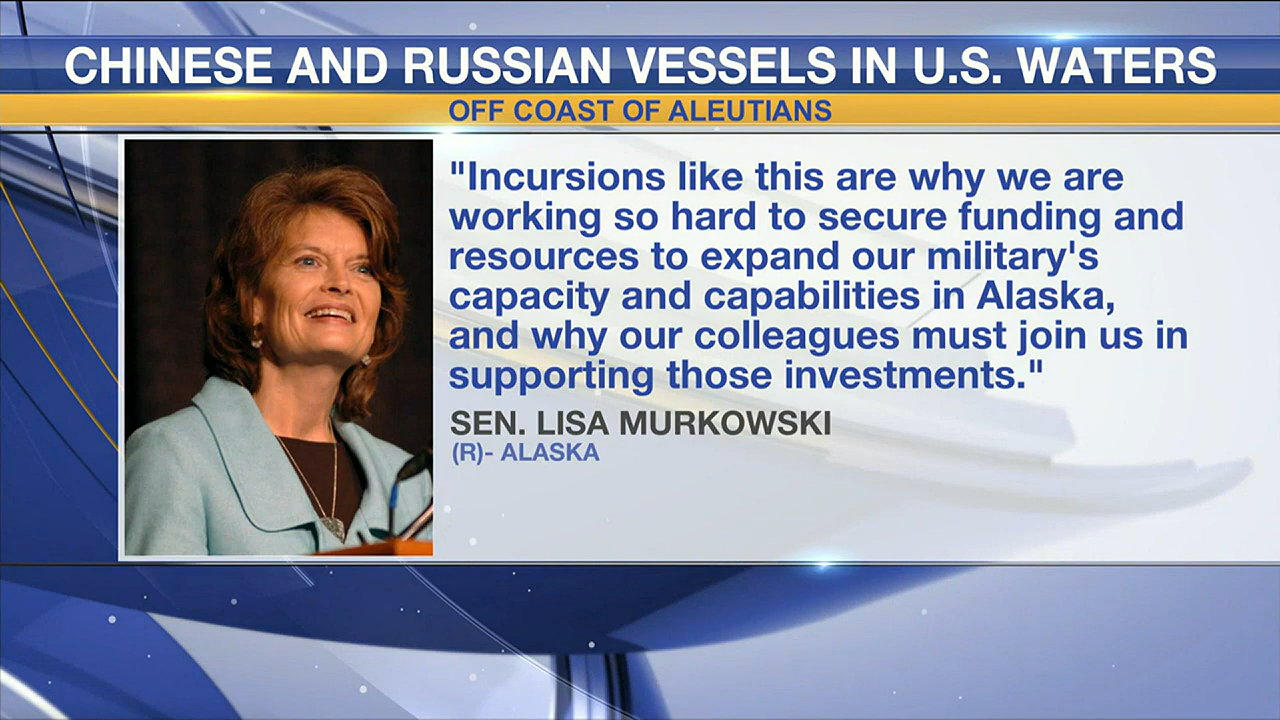 CHINESE AND RUSSIAN VESSELS IN U.S. WATERS
OFF COAST OF ALEUTIANS
"Incursions like this are why we are
working so hard to secure funding and
resources to expand our military's
capacity and capabilities in Alaska,
and why our colleagues must join us in
supporting those investments."
SEN. LISA MURKOWSKI
(R)- ALASKA